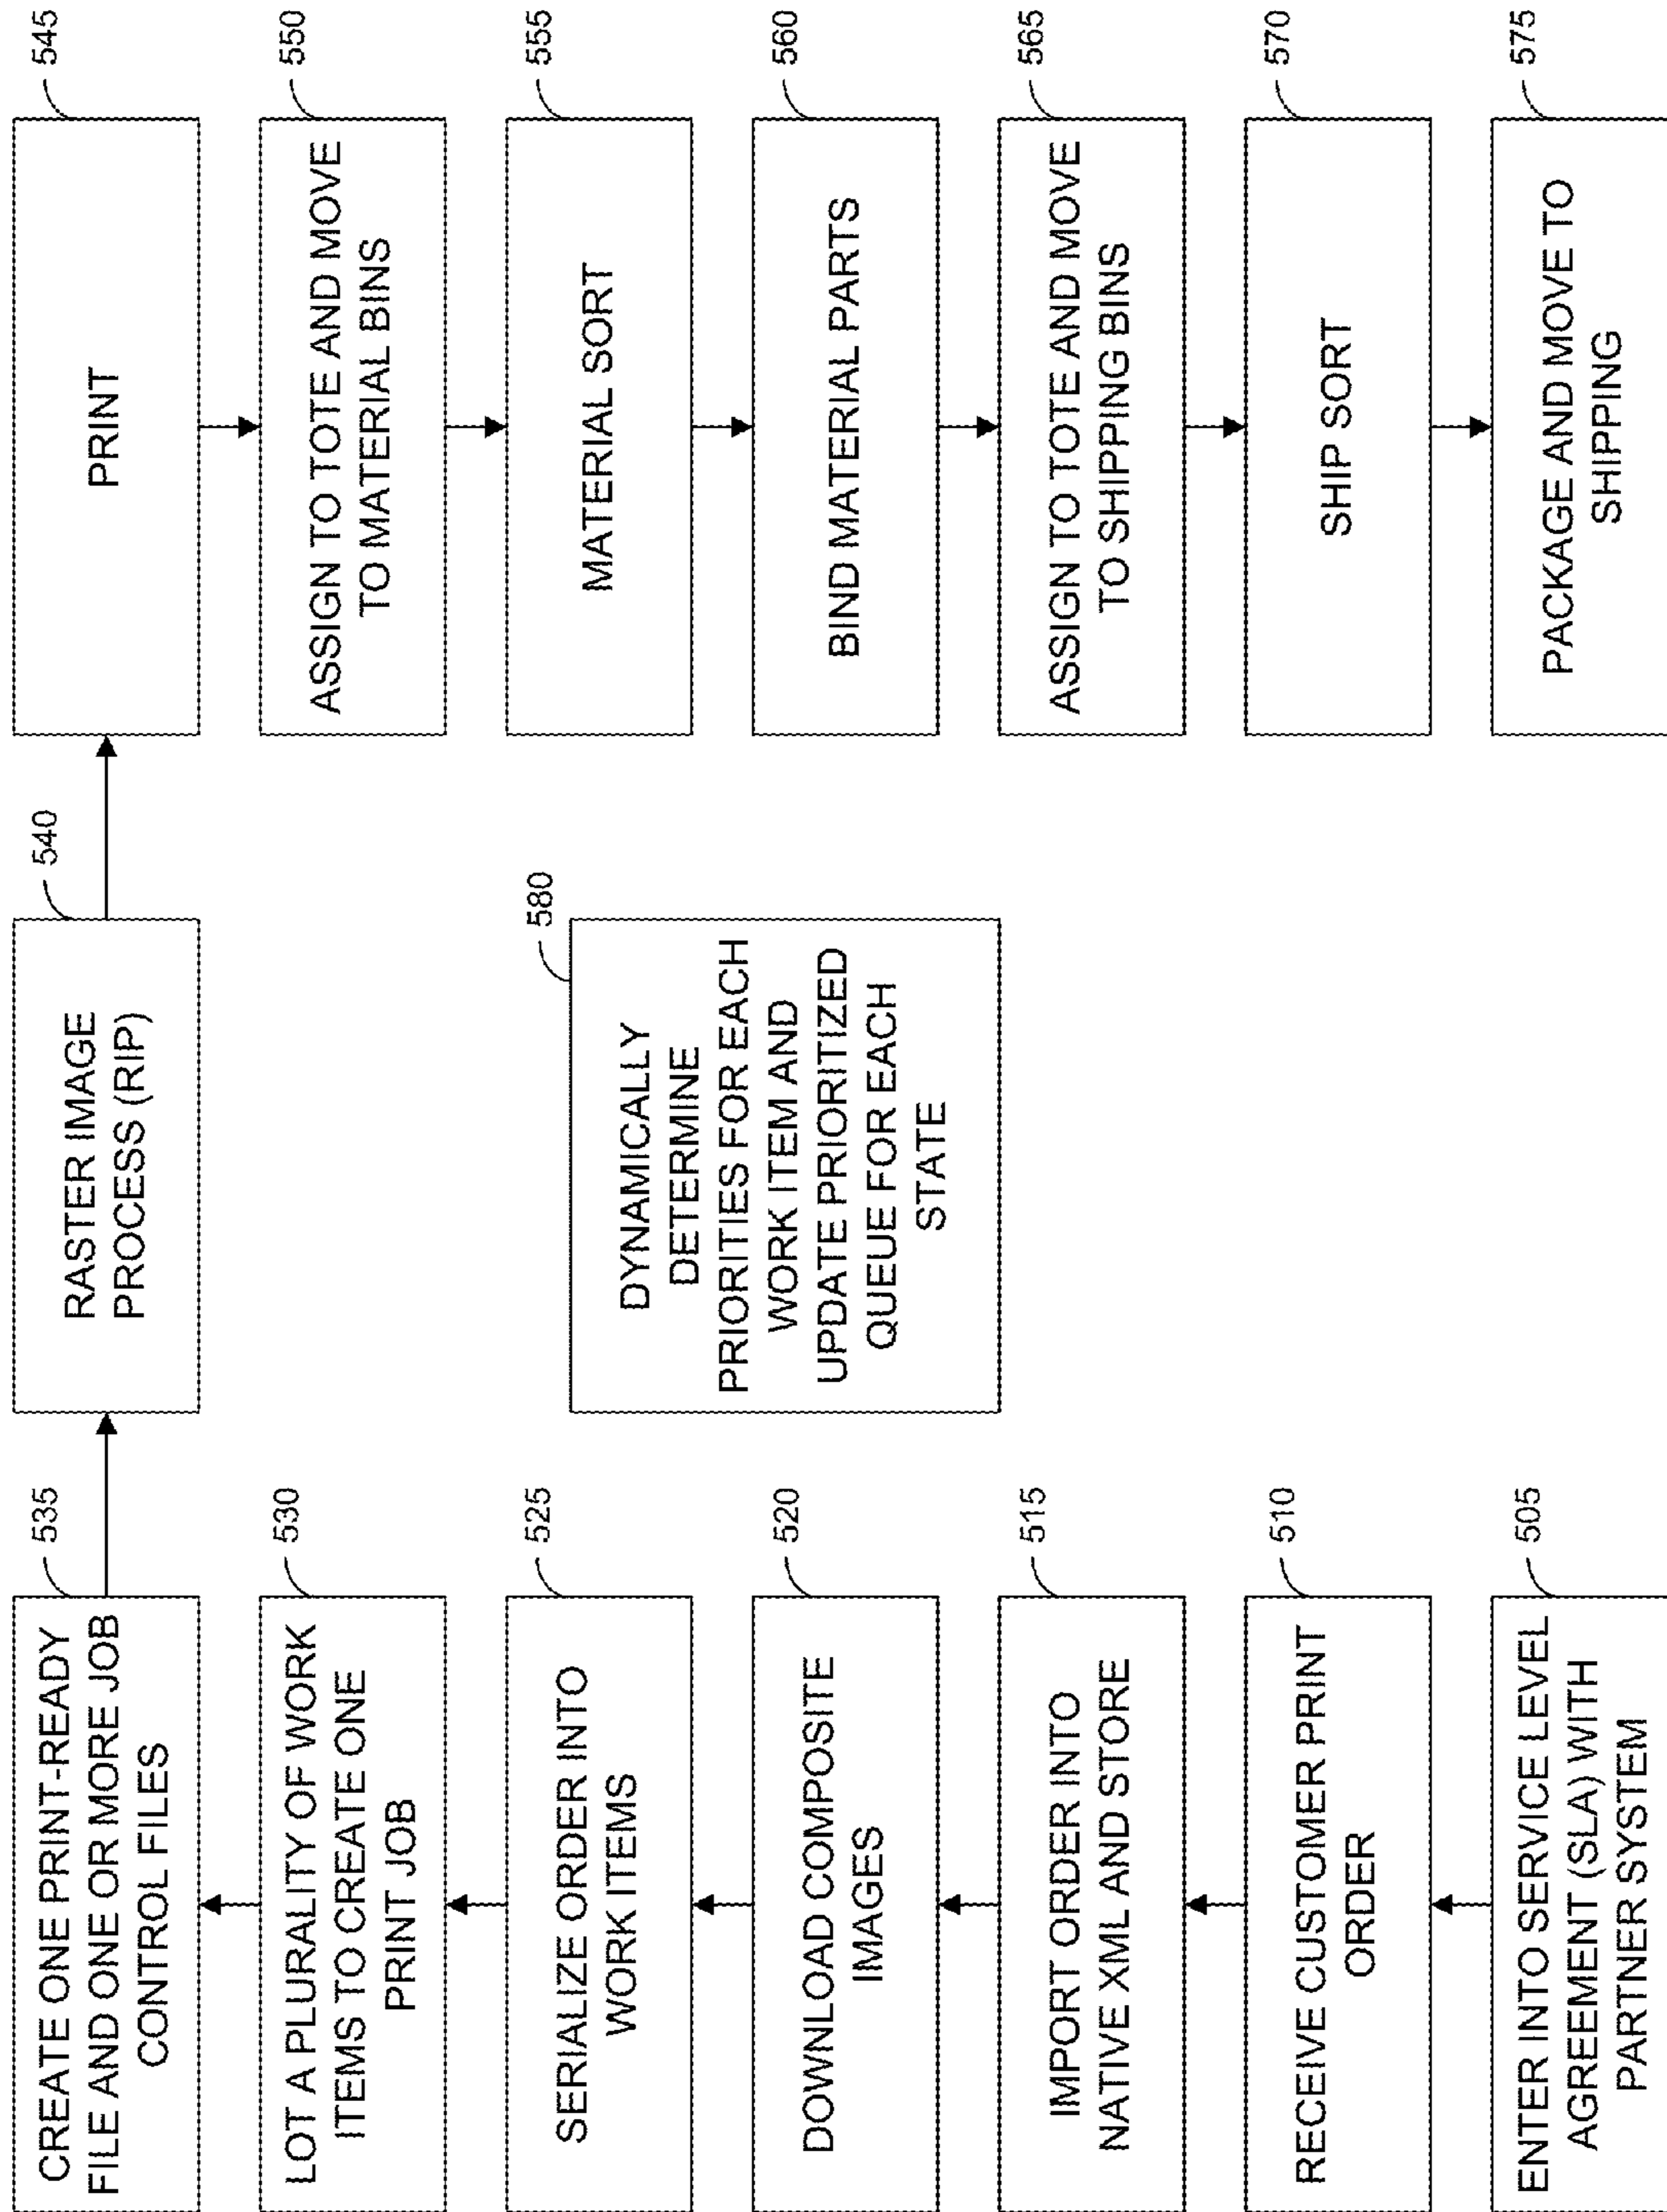 535
CREATE ONE PRINT-READY
FILE AND ONE OR MORE JOB
CONTROL FILES
530
LOT A PLURALITY OF WORK
ITEMS TO CREATE ONE
PRINT JOB
525
SERIALIZE ORDER INTO
WORK ITEMS
520
DOWNLOAD COMPOSITE
IMAGES
515
IMPORT ORDER INTO
NATIVE XML AND STORE
510
RECEIVE CUSTOMER PRINT
ORDER
505
ENTER INTO SERVICE LEVEL
AGREEMENT (SLA) WITH
PARTNER SYSTEM
540
RASTER IMAGE
PROCESS (RIP)
580
DYNAMICALLY
DETERMINE
PRIORITIES FOR EACH
WORK ITEM AND
UPDATE PRIORITIZED
QUEUE FOR EACH
STATE
545
PRINT
550
ASSIGN TO TOTE AND MOVE
TO MATERIAL BINS
555
MATERIAL SORT
560
BIND MATERIAL PARTS
565
ASSIGN TO TOTE AND MOVE
TO SHIPPING BINS
570
SHIP SORT
575
PACKAGE AND MOVE TO
SHIPPING